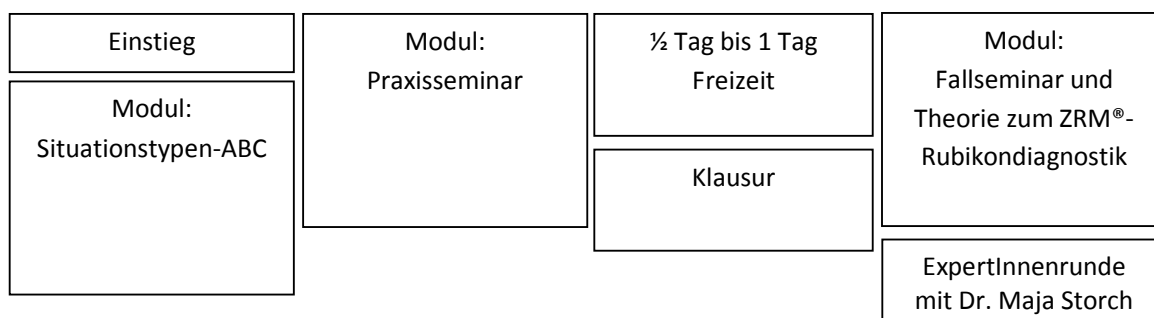 Einstieg
Modul:
Situationstypen-ABC
Modul:
Praxisseminar
½ Tag bis 1 Tag
Freizeit
Klausur
Modul:
Fallseminar und
Theorie zum ZRM®-
Rubikondiagnostik
ExpertInnenrunde
mit Dr. Maja Storch